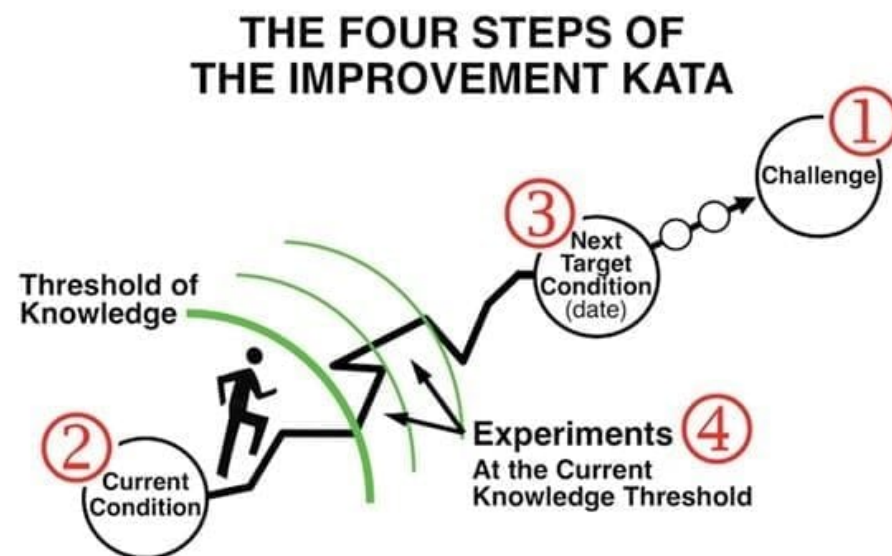 THE FOUR STEPS OF
THE IMPROVEMENT KATA
1
Challenge
3
Next
Target
Condition
(date)
Threshold of
Knowledge
2
Current
Condition
Experiments 4
At the Current
Knowledge Threshold